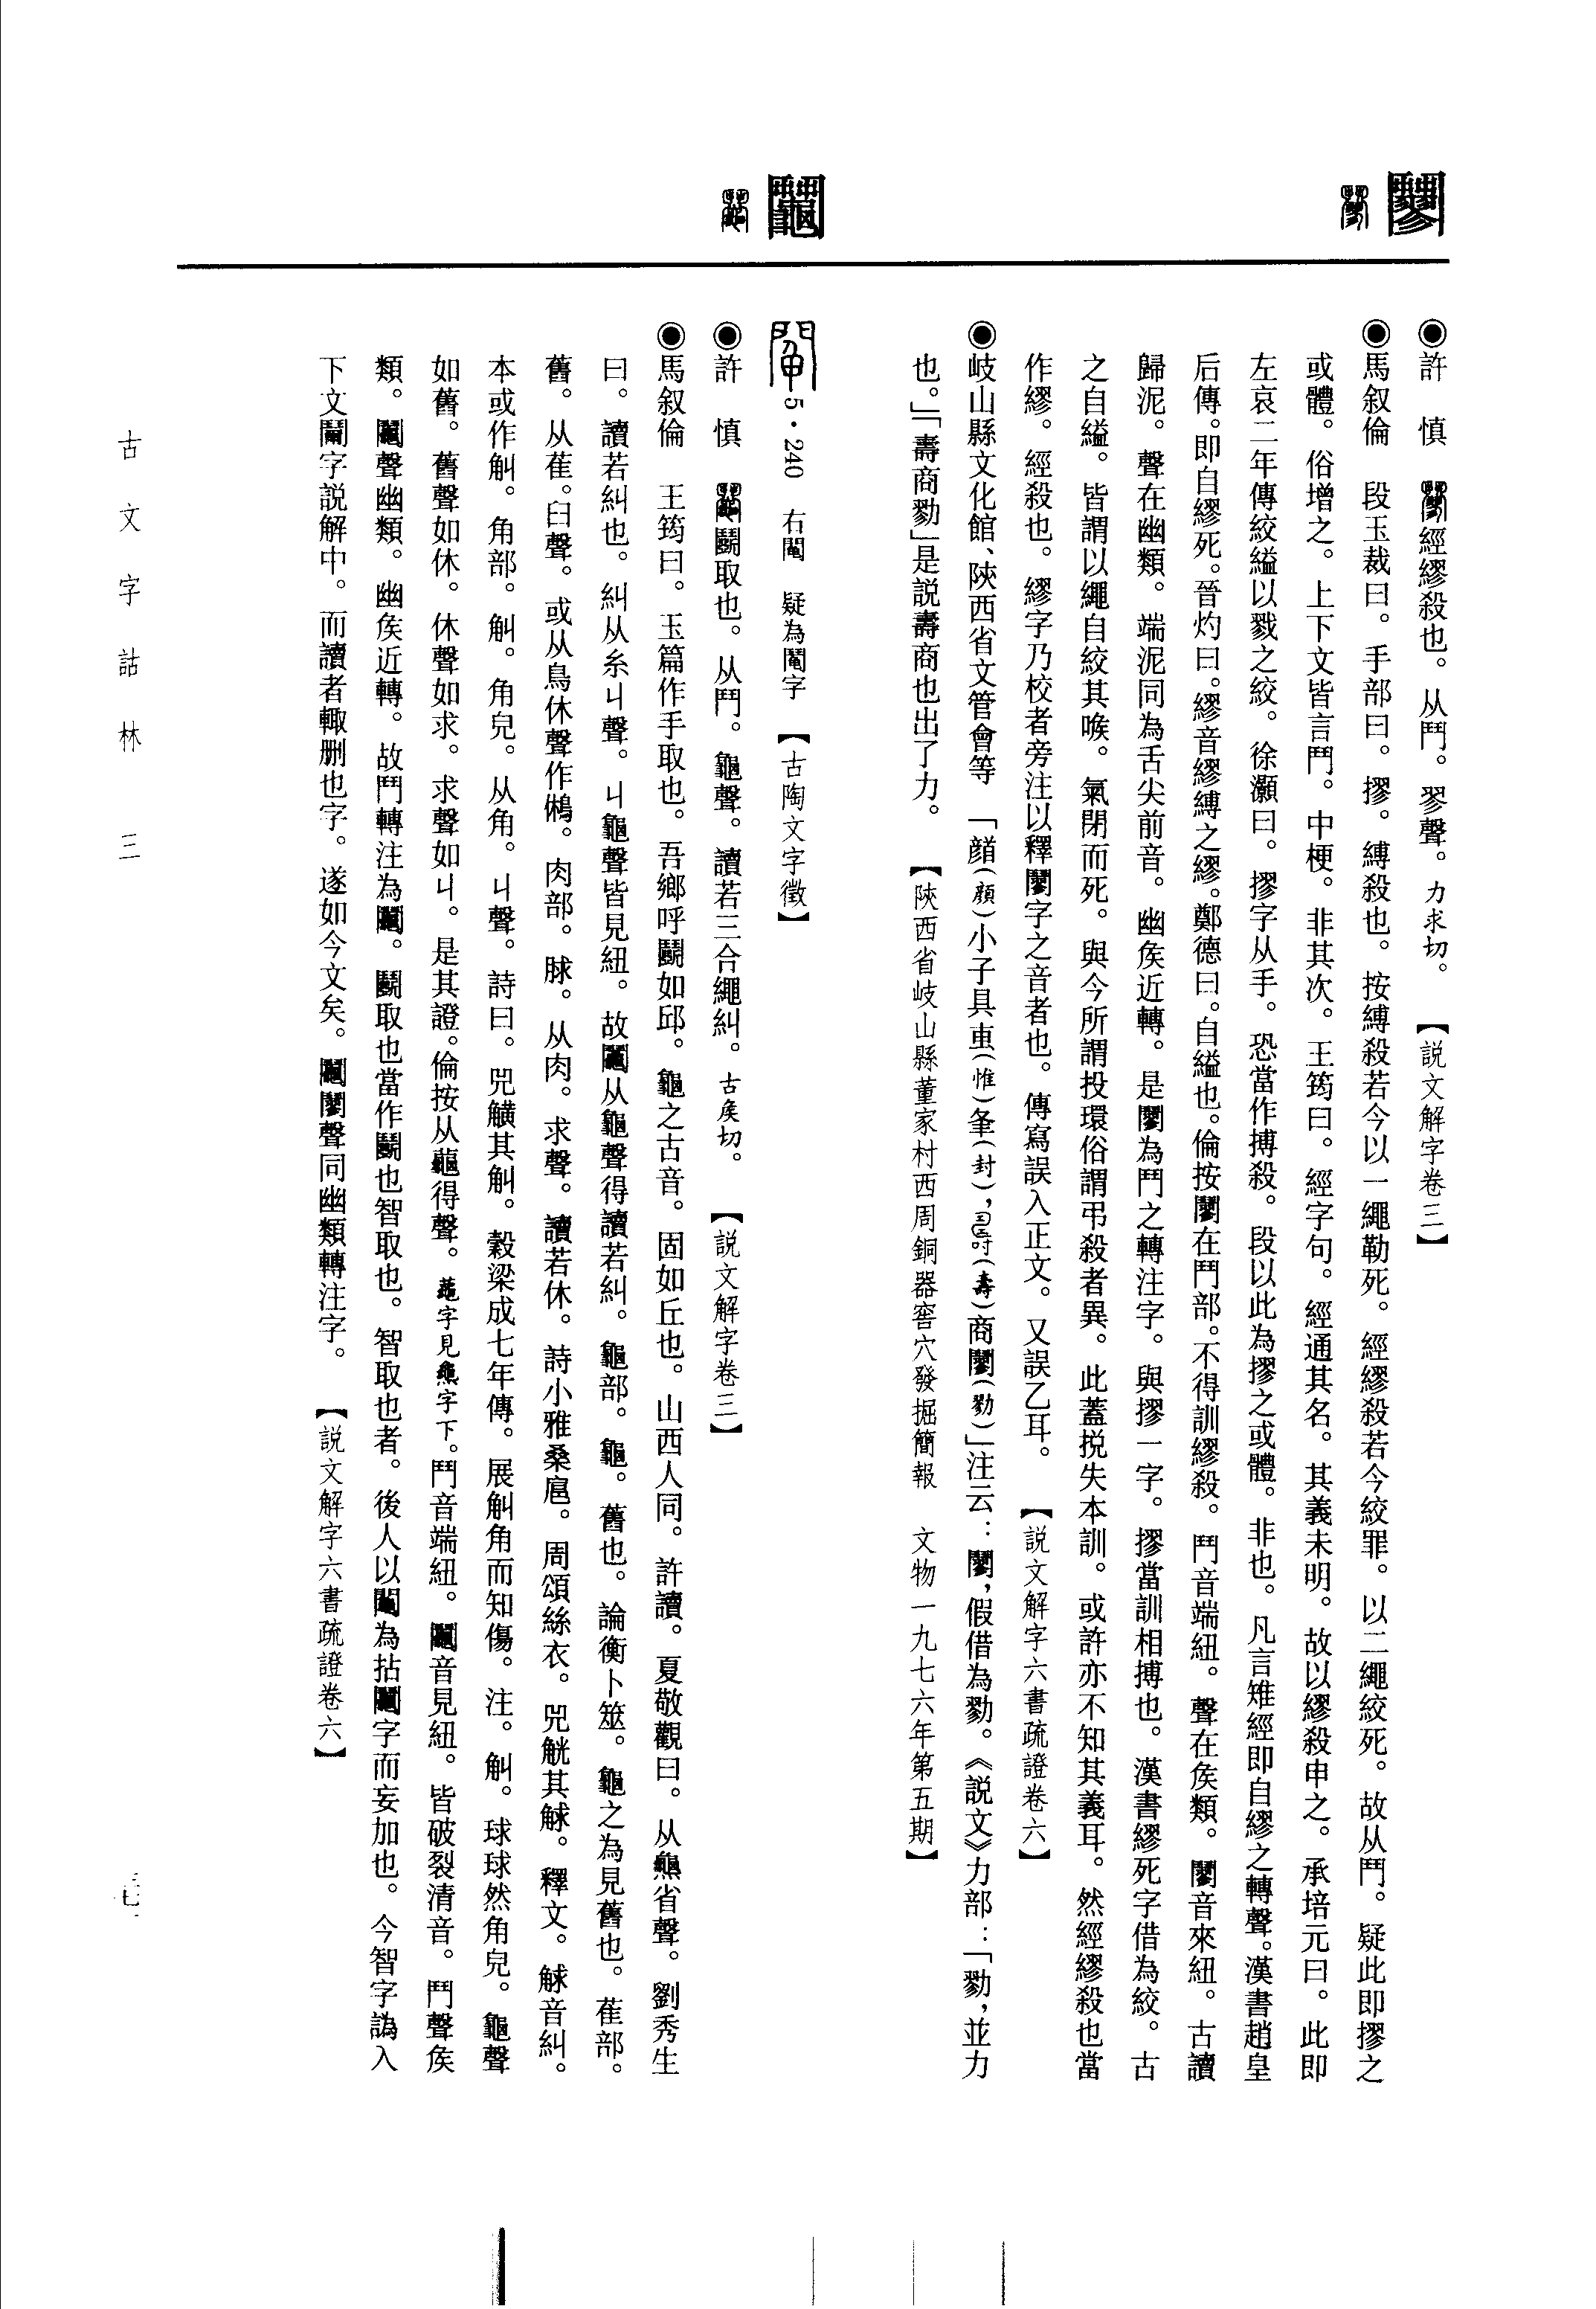 鬭
●許　慎　經繆殺也。从鬥。翏聲。力求切。【説文解字卷三】
●馬叙倫　段玉裁曰。手部曰。摎。縛殺也。按縛殺若今以一繩勒死。經繆殺若今絞罪。以二繩絞死。故从鬥。疑此即摎之
或體。俗增之。上下文皆言鬥。中梗。非其次。王筠曰。經字句。經通其名。其義未明。故以繆殺申之。承培元曰。此即
左哀二年傳絞縊以戮之絞。徐灝曰。摎字从手。恐當作搏殺。段以此為摎之或體。非也。凡言雉經即自繆之轉聲。漢書趙皇
后傳。即自繆死。晉灼曰。繆音繆縛之繆。鄭德曰。自縊也。倫按鬮在鬥部。不得訓繆殺。鬥音端紐。聲在矦類。音來紐。古讀
歸泥。聲在幽類。端泥同為舌尖前音。幽矦近轉。是為鬥之轉注字。與摎一字。摎當訓相搏也。漢書繆死字借為絞。古
之自縊。皆謂以繩自絞其喉。氣閉而死。與今所謂投環俗謂弔殺者異。此蓋挩失本訓。或許亦不知其義耳。然經繆殺也當
作繆。經殺也。繆字乃校者旁注以釋字之音者也。傳寫誤入正文。又誤乙耳。【説文解字六書疏證卷六】
●岐山縣文化館、陝西省文管會等　「顔(顏)小子具叀(惟)夆(封)，(壽)商(勠)」注云：，假借為勠。《説文》力部：「勠，並力
也。」「壽商勠」是説壽商也出了力。【陝西省岐山縣董家村西周銅器窖穴發掘簡報　文物一九七六年第五期】
鬮
5·240　右鬮　疑為鬮字【古陶文字徵】
●許　慎　鬮取也。从鬥。龜聲。讀若三合繩糾。古矦切。【説文解字卷三】
●馬叙倫　王筠曰。玉篇作手取也。吾鄉呼鬮如邱。龜之古音。固如丘也。山西人同。許讀。夏敬觀曰。从省聲。劉秀生
曰。讀若糾也。糾从糸丩聲。丩龜聲皆見紐。故鬮从龜聲得讀若糾。龜部。龜。舊也。論衡卜筮。龜之為見舊也。萑部。
舊。从萑。臼聲。或从鳥休聲作鵂。肉部。脙。从肉。求聲。讀若休。詩小雅桑扈。周頌絲衣。兕觥其觩。釋文。觩音糾。
本或作觓。角部。觓。角皃。从角。丩聲。詩曰。兕觵其觓。穀梁成七年傳。展觓角而知傷。注。觓。球球然角皃。龜聲
如舊。舊聲如休。休聲如求。求聲如丩。是其證。倫按从得聲。字見字下。鬥音端紐。鬮音見紐。皆破裂清音。鬥聲矦
類。鬮聲幽類。幽矦近轉。故鬥轉注為鬮。鬮取也當作鬮也智取也。智取也者。後人以鬮為拈鬮字而妄加也。今智字譌入
下文字説解中。而讀者輒删也字。遂如今文矣。鬮聲同幽類轉注字。【説文解字六書疏證卷六】
古文字詁林　三